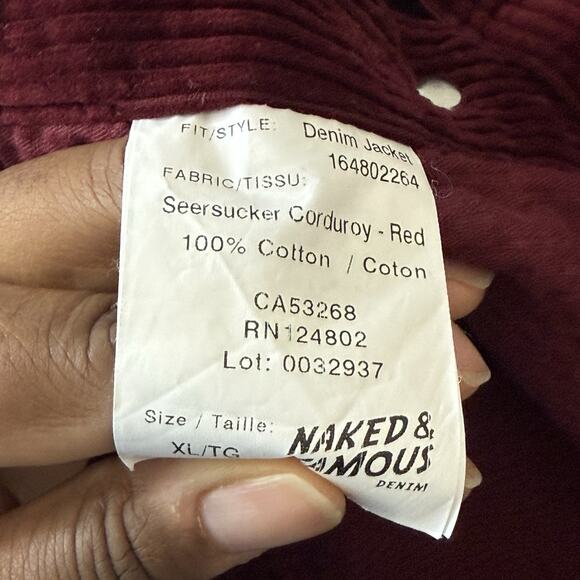 FIT/STYLE: Denim Jacket
164802264
FABRIC/TISSU:
Seersucker Corduroy - Red
100% Cotton / Coton
CA53268
RN124802
Lot: 0032937
Size / Taille:
XL/TG
NAKED &
FAMOUS
DENIM